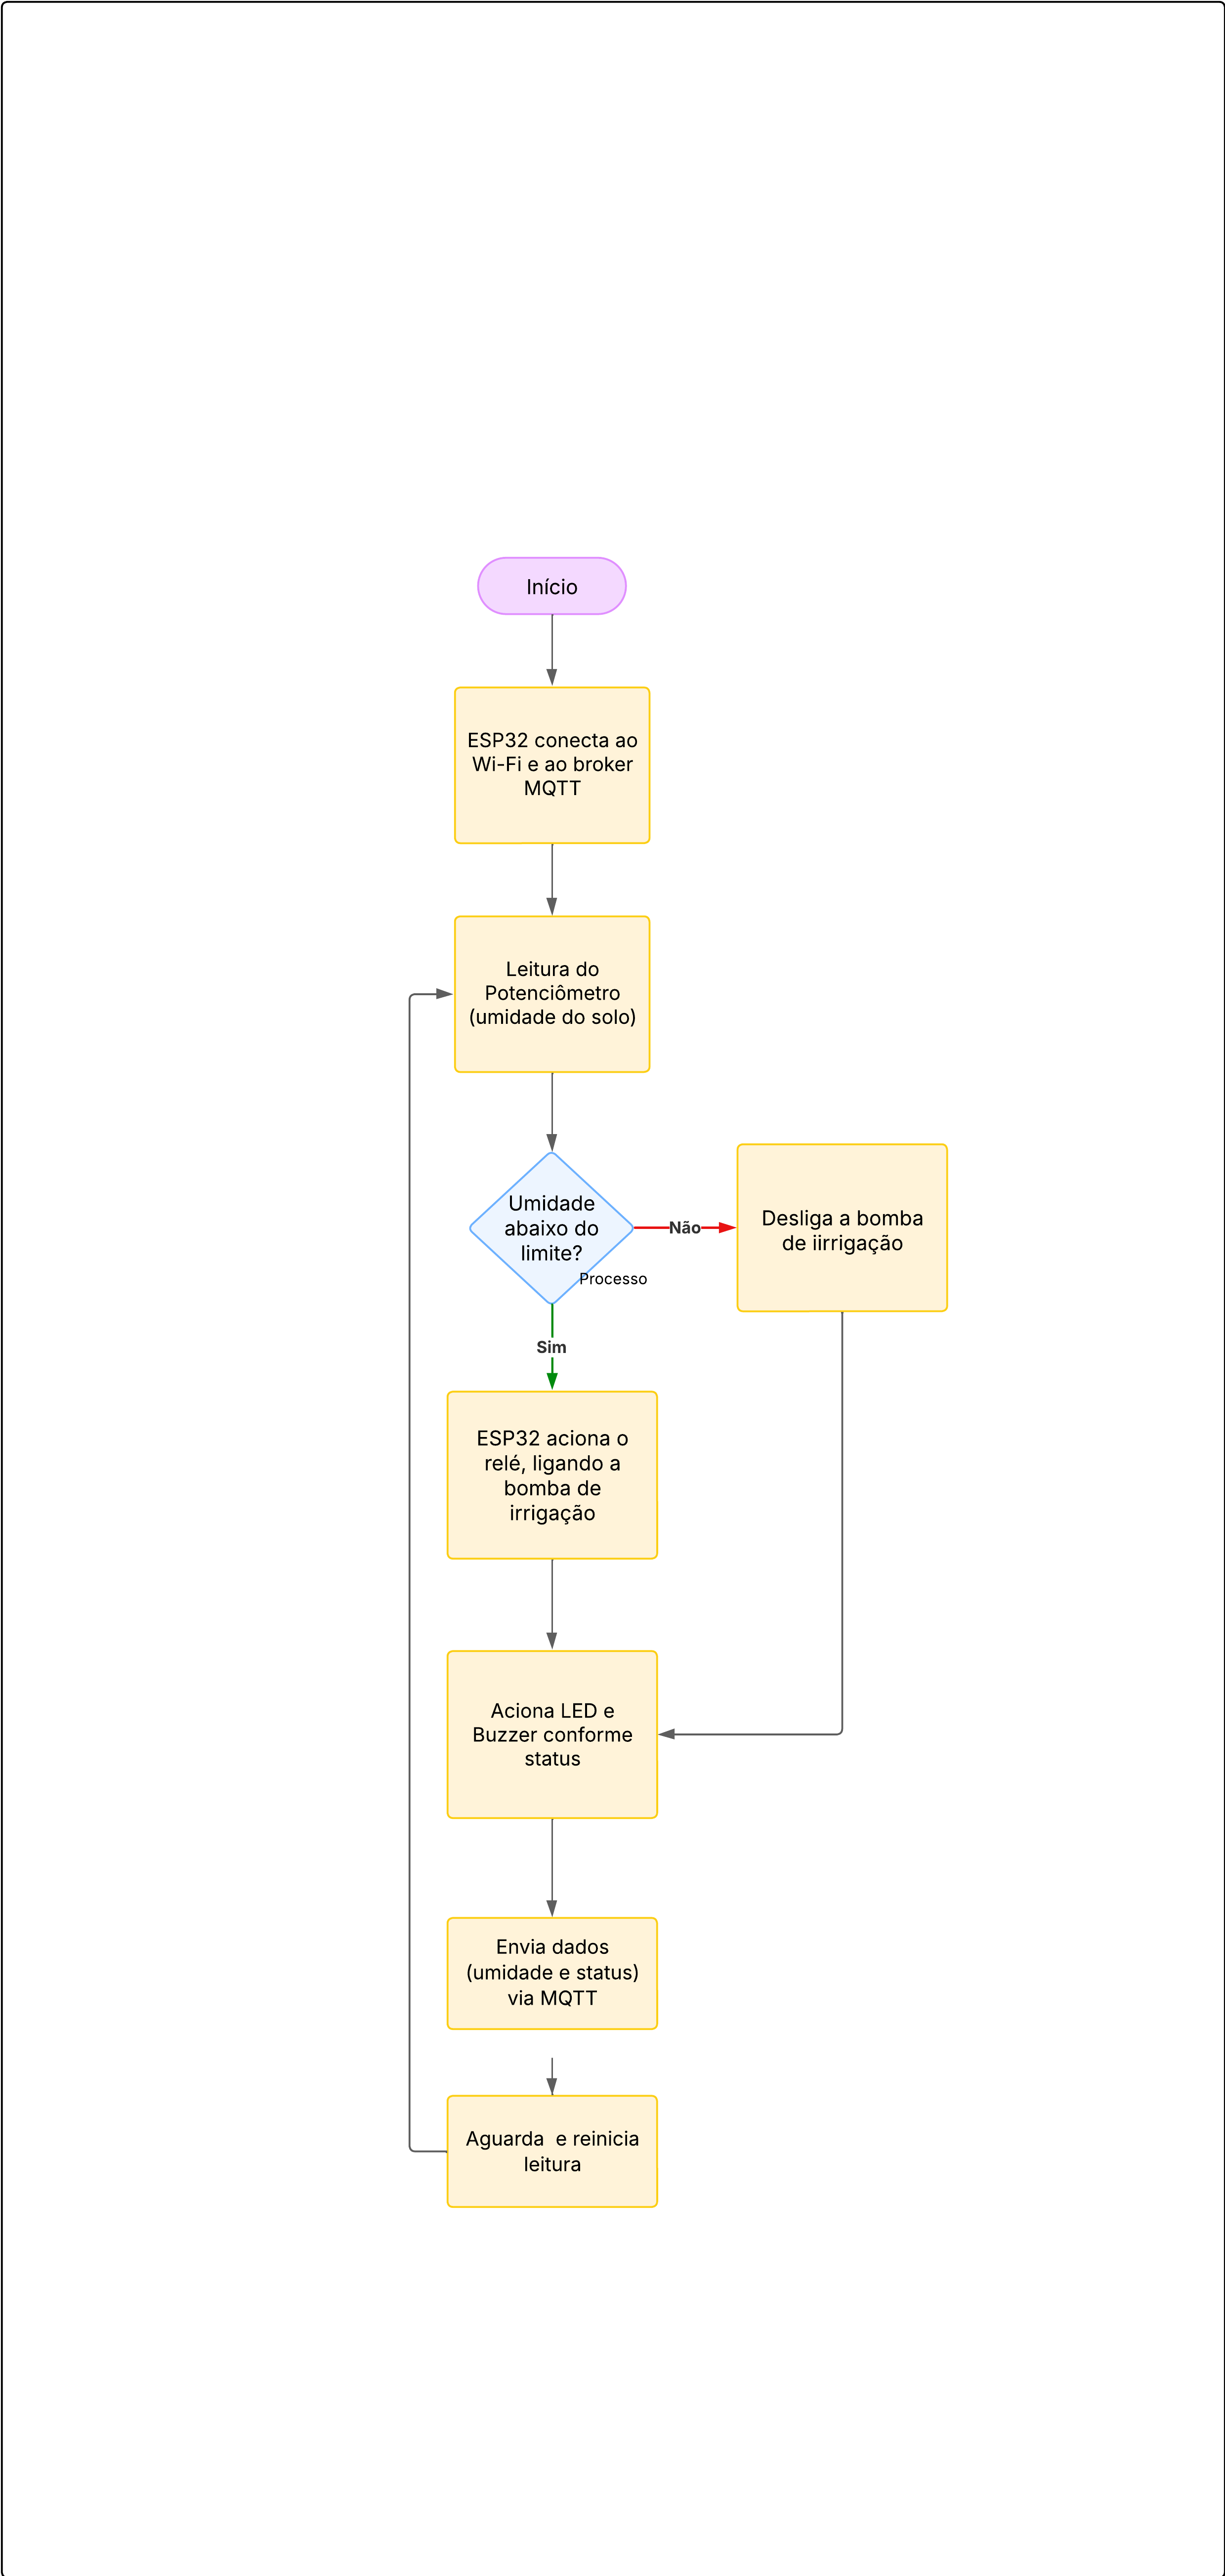 Início
ESP32 conecta ao
Wi-Fi e ao broker
MQTT
Leitura do
Potenciômetro
(umidade do solo)
Umidade
abaixo do
limite?
Processo
Não
Desliga a bomba
de iirrigação
Sim
ESP32 aciona o
relé, ligando a
bomba de
irrigação
Aciona LED e
Buzzer conforme
status
Envia dados
(umidade e status)
via MQTT
Aguarda  e reinicia
leitura